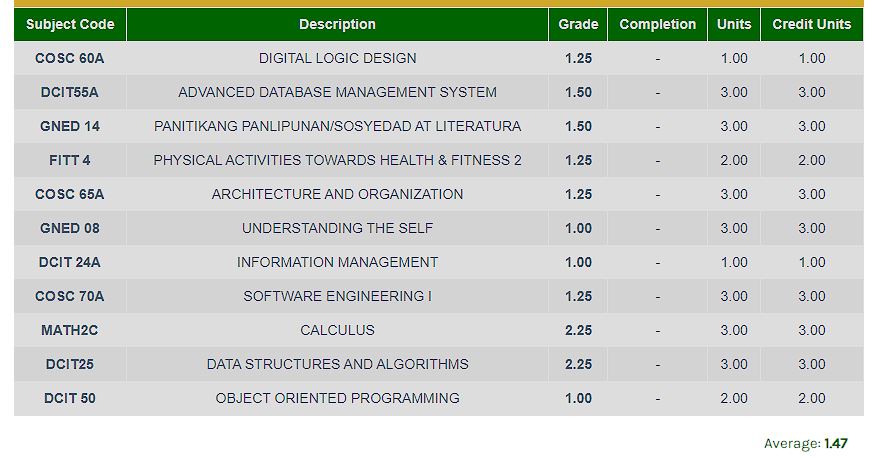 Subject Code Description Grade Completion Units Credit Units
COSC 60A DIGITAL LOGIC DESIGN 1.25 - 1.00 1.00
DCIT55A ADVANCED DATABASE MANAGEMENT SYSTEM 1.50 - 3.00 3.00
GNED 14 PANITIKANG PANLIPUNAN/SOSYEDAD AT LITERATURA 1.50 - 3.00 3.00
FITT 4 PHYSICAL ACTIVITIES TOWARDS HEALTH & FITNESS 2 1.25 - 2.00 2.00
COSC 65A ARCHITECTURE AND ORGANIZATION 1.25 - 3.00 3.00
GNED 08 UNDERSTANDING THE SELF 1.00 - 3.00 3.00
DCIT 24A INFORMATION MANAGEMENT 1.00 - 1.00 1.00
COSC 70A SOFTWARE ENGINEERING I 1.25 - 3.00 3.00
MATH2C CALCULUS 2.25 - 3.00 3.00
DCIT25 DATA STRUCTURES AND ALGORITHMS 2.25 - 3.00 3.00
DCIT 50 OBJECT ORIENTED PROGRAMMING 1.00 - 2.00 2.00
Average: 1.47